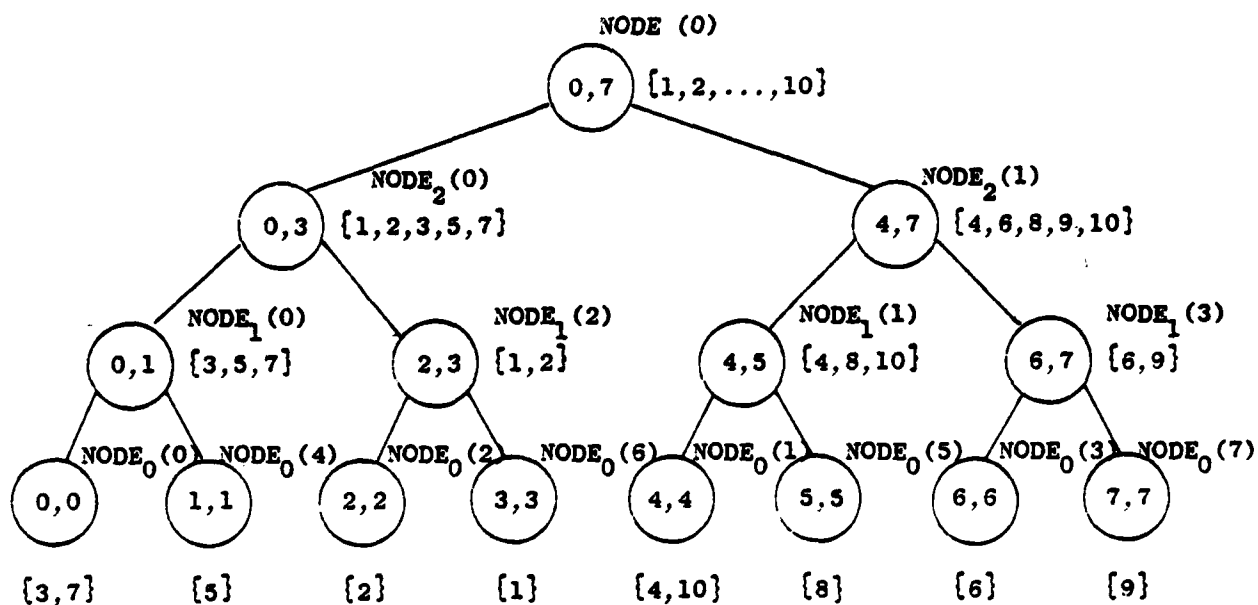 NODE (0)
0,7 {1,2,...,10}
NODE₂(0) NODE₂(1)
0,3 {1,2,3,5,7} 4,7 {4,6,8,9,10}
NODE₁(0) NODE₁(2) NODE₁(1) NODE₁(3)
0,1 {3,5,7} 2,3 {1,2} 4,5 {4,8,10} 6,7 {6,9}
NODE₀(0) NODE₀(4) NODE₀(2) NODE₀(6) NODE₀(1) NODE₀(5) NODE₀(3) NODE₀(7)
0,0 1,1 2,2 3,3 4,4 5,5 6,6 7,7
{3,7} {5} {2} {1} {4,10} {8} {6} {9}